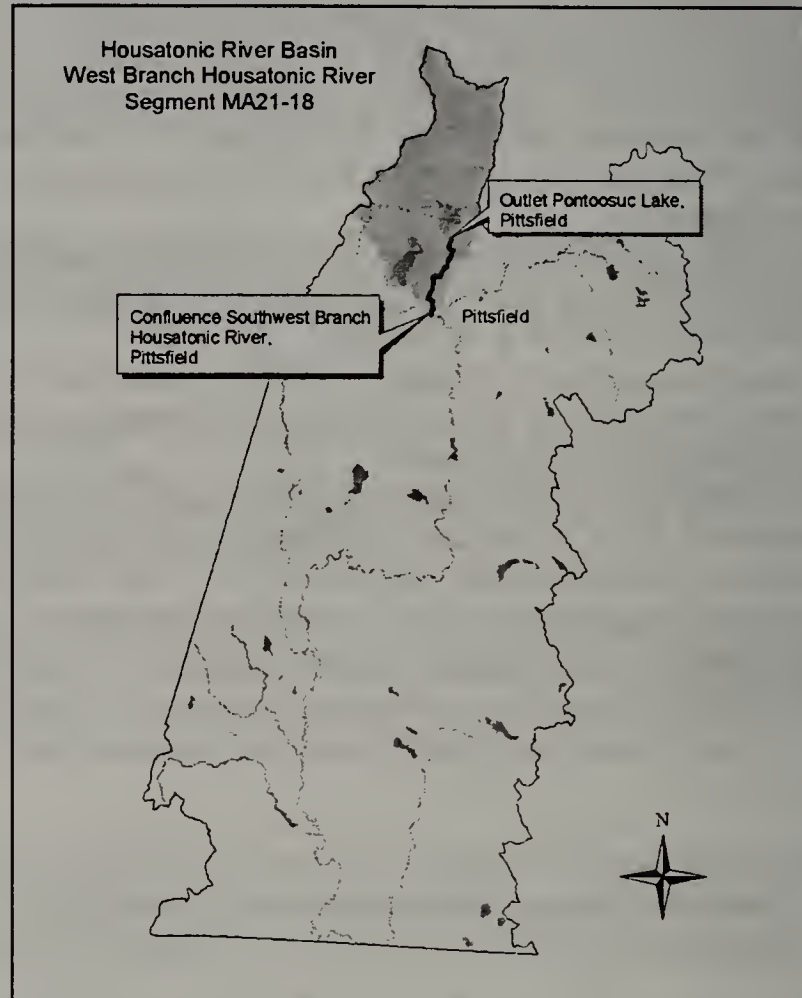 Housatonic River Basin
West Branch Housatonic River
Segment MA21-18
Outlet Pontoosuc Lake,
Pittsfield
Confluence Southwest Branch
Housatonic River,
Pittsfield
Pittsfield
N